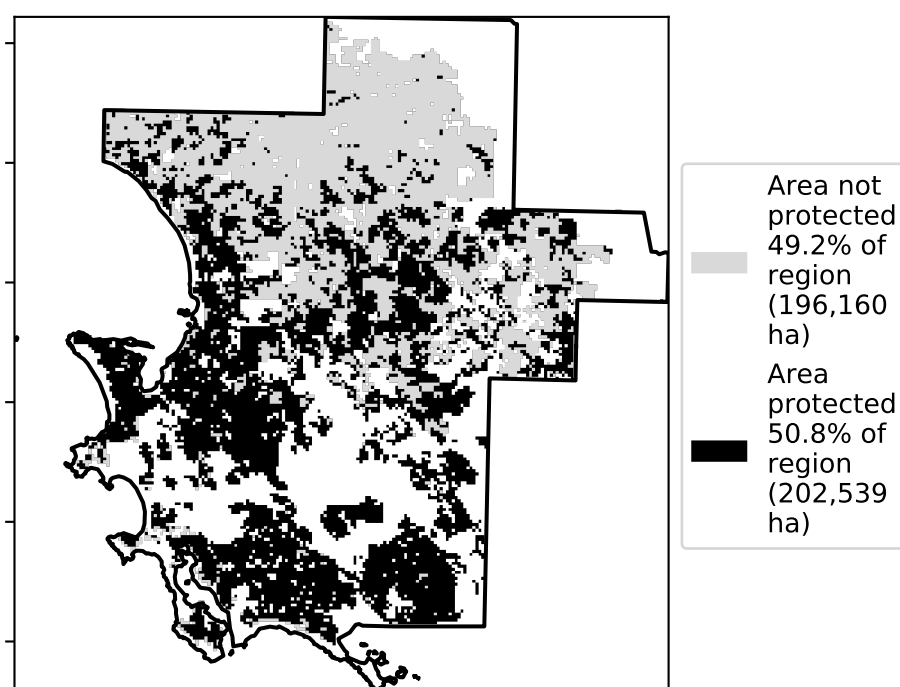 Area not
protected
49.2% of
region
(196,160
ha)
Area
protected
50.8% of
region
(202,539
ha)